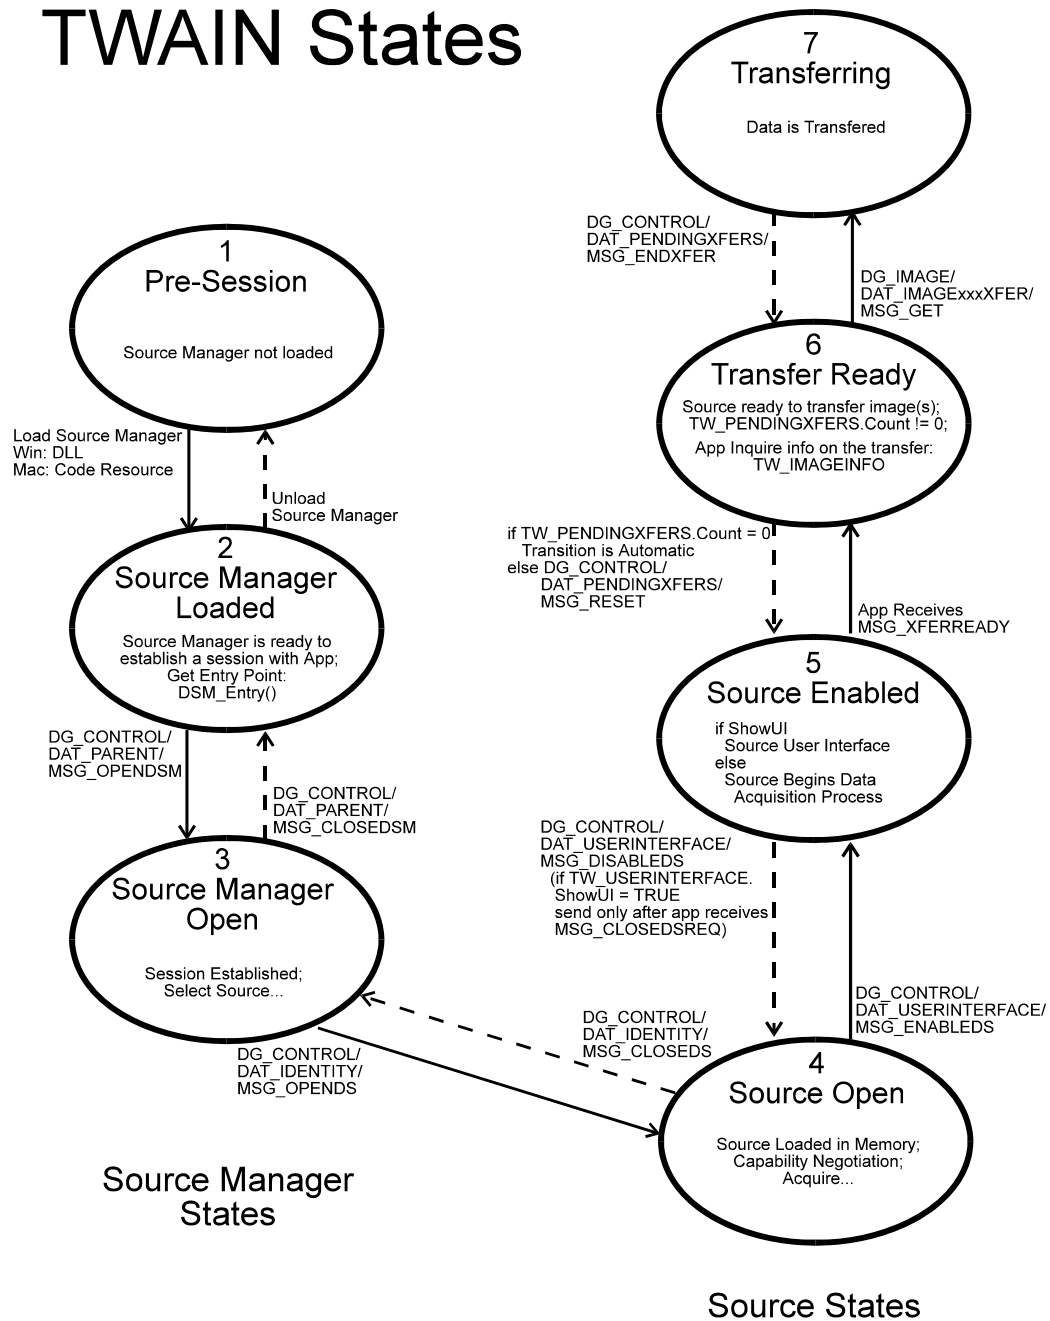 TWAIN States
1
Pre-Session
Source Manager not loaded
Load Source Manager
Win: DLL
Mac: Code Resource
Unload
Source Manager
2
Source Manager
Loaded
Source Manager is ready to
establish a session with App;
Get Entry Point:
DSM_Entry()
DG_CONTROL/
DAT_PARENT/
MSG_OPENDSM
DG_CONTROL/
DAT_PARENT/
MSG_CLOSEDSM
3
Source Manager
Open
Session Established;
Select Source...
DG_CONTROL/
DAT_IDENTITY/
MSG_OPENDS
Source Manager
States
7
Transferring
Data is Transfered
DG_CONTROL/
DAT_PENDINGXFERS/
MSG_ENDXFER
DG_IMAGE/
DAT_IMAGExxxXFER/
MSG_GET
6
Transfer Ready
Source ready to transfer image(s);
TW_PENDINGXFERS.Count != 0;
App Inquire info on the transfer:
TW_IMAGEINFO
if TW_PENDINGXFERS.Count = 0
Transition is Automatic
else DG_CONTROL/
DAT_PENDINGXFERS/
MSG_RESET
App Receives
MSG_XFERREADY
5
Source Enabled
if ShowUI
Source User Interface
else
Source Begins Data
Acquisition Process
DG_CONTROL/
DAT_USERINTERFACE/
MSG_DISABLEDS
(if TW_USERINTERFACE.
ShowUI = TRUE
send only after app receives
MSG_CLOSEDSREQ)
DG_CONTROL/
DAT_USERINTERFACE/
MSG_ENABLEDS
DG_CONTROL/
DAT_IDENTITY/
MSG_CLOSEDS
4
Source Open
Source Loaded in Memory;
Capability Negotiation;
Acquire...
Source States